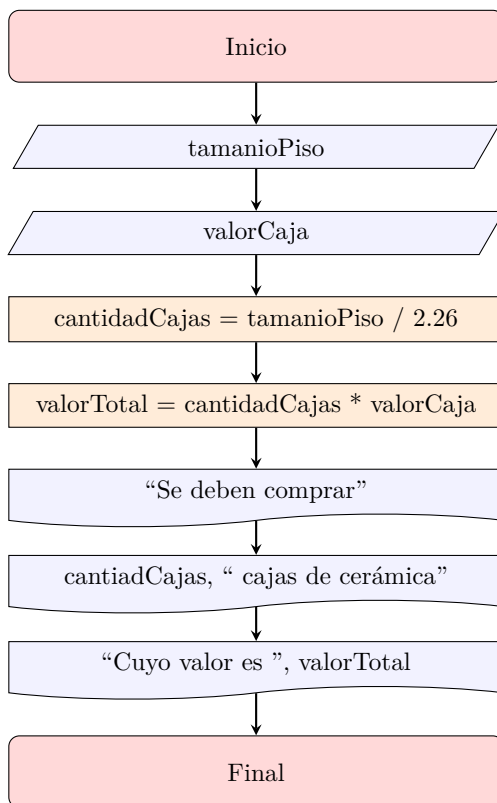 Inicio
tamanioPiso
valorCaja
cantidadCajas = tamanioPiso / 2.26
valorTotal = cantidadCajas * valorCaja
“Se deben comprar”
cantiadCajas, “ cajas de cerámica”
“Cuyo valor es ”, valorTotal
Final